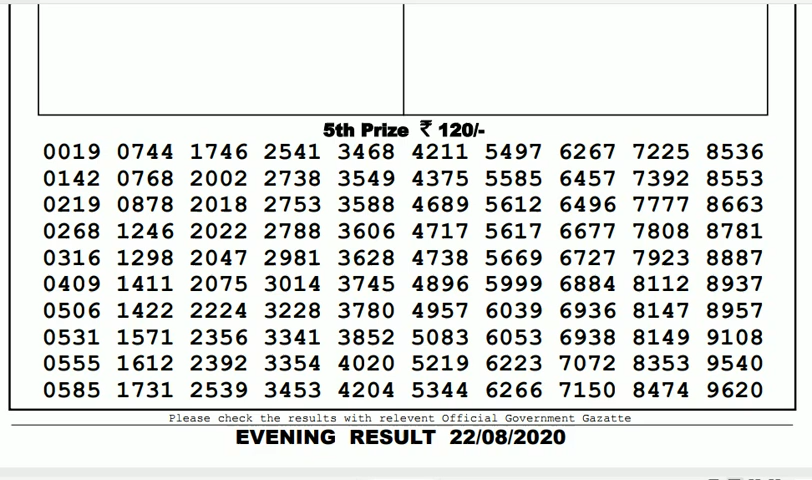 5th Prize ₹ 120/-
0019 0744 1746 2541 3468 4211 5497 6267 7225 8536
0142 0768 2002 2738 3549 4375 5585 6457 7392 8553
0219 0878 2018 2753 3588 4689 5612 6496 7777 8663
0268 1246 2022 2788 3606 4717 5617 6677 7808 8781
0316 1298 2047 2981 3628 4738 5669 6727 7923 8887
0409 1411 2075 3014 3745 4896 5999 6884 8112 8937
0506 1422 2224 3228 3780 4957 6039 6936 8147 8957
0531 1571 2356 3341 3852 5083 6053 6938 8149 9108
0555 1612 2392 3354 4020 5219 6223 7072 8353 9540
0585 1731 2539 3453 4204 5344 6266 7150 8474 9620
Please check the results with relevent Official Government Gazatte
EVENING RESULT 22/08/2020